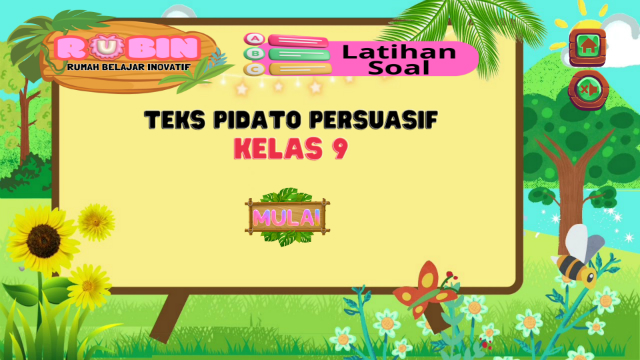 RUBIN
RUMAH BELAJAR INOVATIF
A
B
C
Latihan
Soal
TEKS PIDATO PERSUASIF
KELAS 9
MULAI